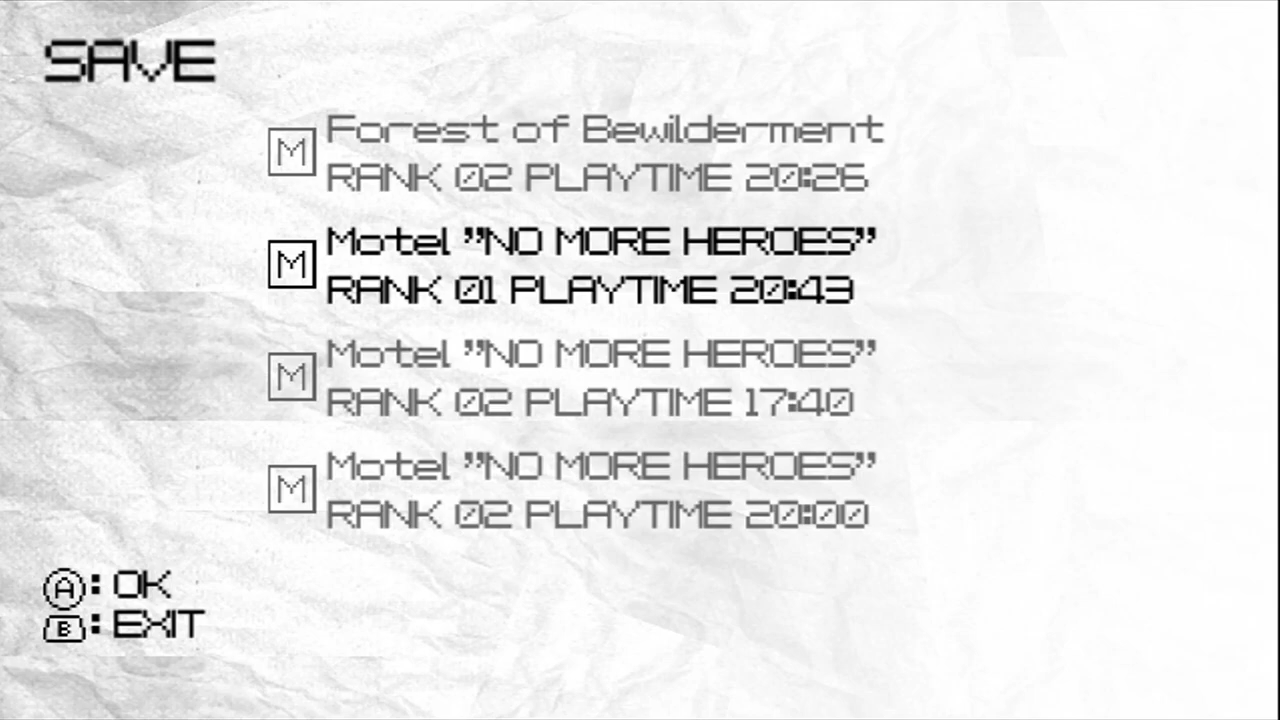 SAVE
M Forest of Bewilderment
RANK 02 PLAYTIME 20:26
M Motel ”NO MORE HEROES”
RANK 01 PLAYTIME 20:43
M Motel ”NO MORE HEROES”
RANK 02 PLAYTIME 17:40
M Motel ”NO MORE HEROES”
RANK 02 PLAYTIME 20:00
A : OK
B : EXIT